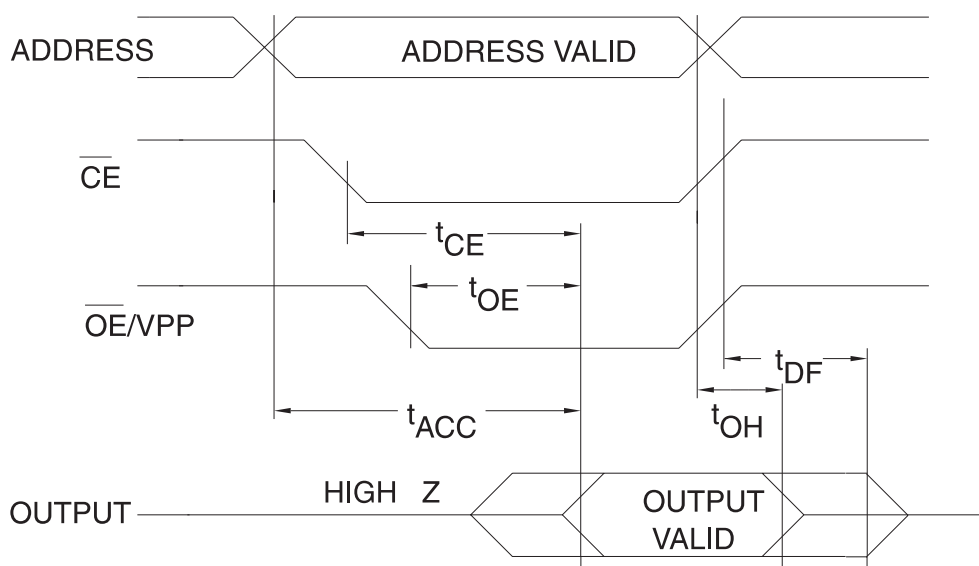 ADDRESS
ADDRESS VALID
CE
tCE
tOE
OE/VPP
tDF
tACC
tOH
HIGH Z
OUTPUT
OUTPUT
VALID